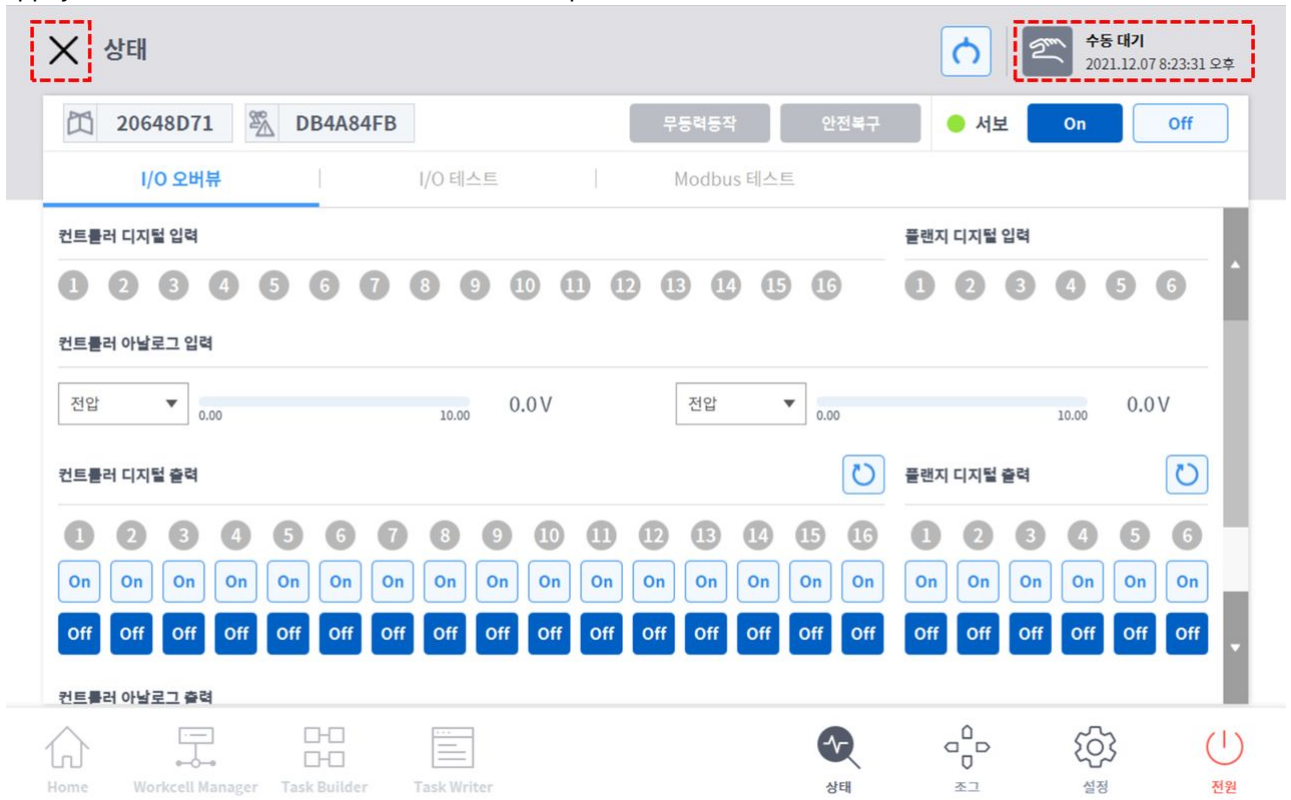 상태
수동 대기
2021.12.07 8:23:31 오후
20648D71 DB4A84FB 무동력동작 안전복구 서보 On Off
I/O 오버뷰 I/O 테스트 Modbus 테스트
컨트롤러 디지털 입력 플랜지 디지털 입력
1 2 3 4 5 6 7 8 9 10 11 12 13 14 15 16 1 2 3 4 5 6
컨트롤러 아날로그 입력
전압 0.00 10.00 0.0 V 전압 0.00 10.00 0.0 V
컨트롤러 디지털 출력 플랜지 디지털 출력
1 2 3 4 5 6 7 8 9 10 11 12 13 14 15 16 1 2 3 4 5 6
On On On On On On On On On On On On On On On On On On On On On On
Off Off Off Off Off Off Off Off Off Off Off Off Off Off Off Off Off Off Off Off Off Off
컨트롤러 아날로그 출력
Home Workcell Manager Task Builder Task Writer 상태 조그 설정 전원